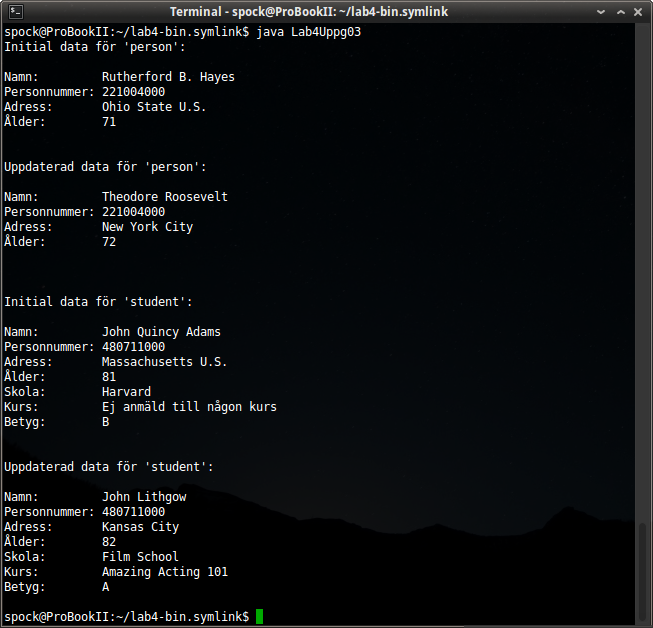 Terminal - spock@ProBookII: ~/lab4-bin.symlink
spock@ProBookII:~/lab4-bin.symlink$ java Lab4Uppg03
Initial data för 'person':
Namn: Rutherford B. Hayes
Personnummer: 221004000
Adress: Ohio State U.S.
Ålder: 71
Uppdaterad data för 'person':
Namn: Theodore Roosevelt
Personnummer: 221004000
Adress: New York City
Ålder: 72
Initial data för 'student':
Namn: John Quincy Adams
Personnummer: 480711000
Adress: Massachusetts U.S.
Ålder: 81
Skola: Harvard
Kurs: Ej anmäld till någon kurs
Betyg: B
Uppdaterad data för 'student':
Namn: John Lithgow
Personnummer: 480711000
Adress: Kansas City
Ålder: 82
Skola: Film School
Kurs: Amazing Acting 101
Betyg: A
spock@ProBookII:~/lab4-bin.symlink$